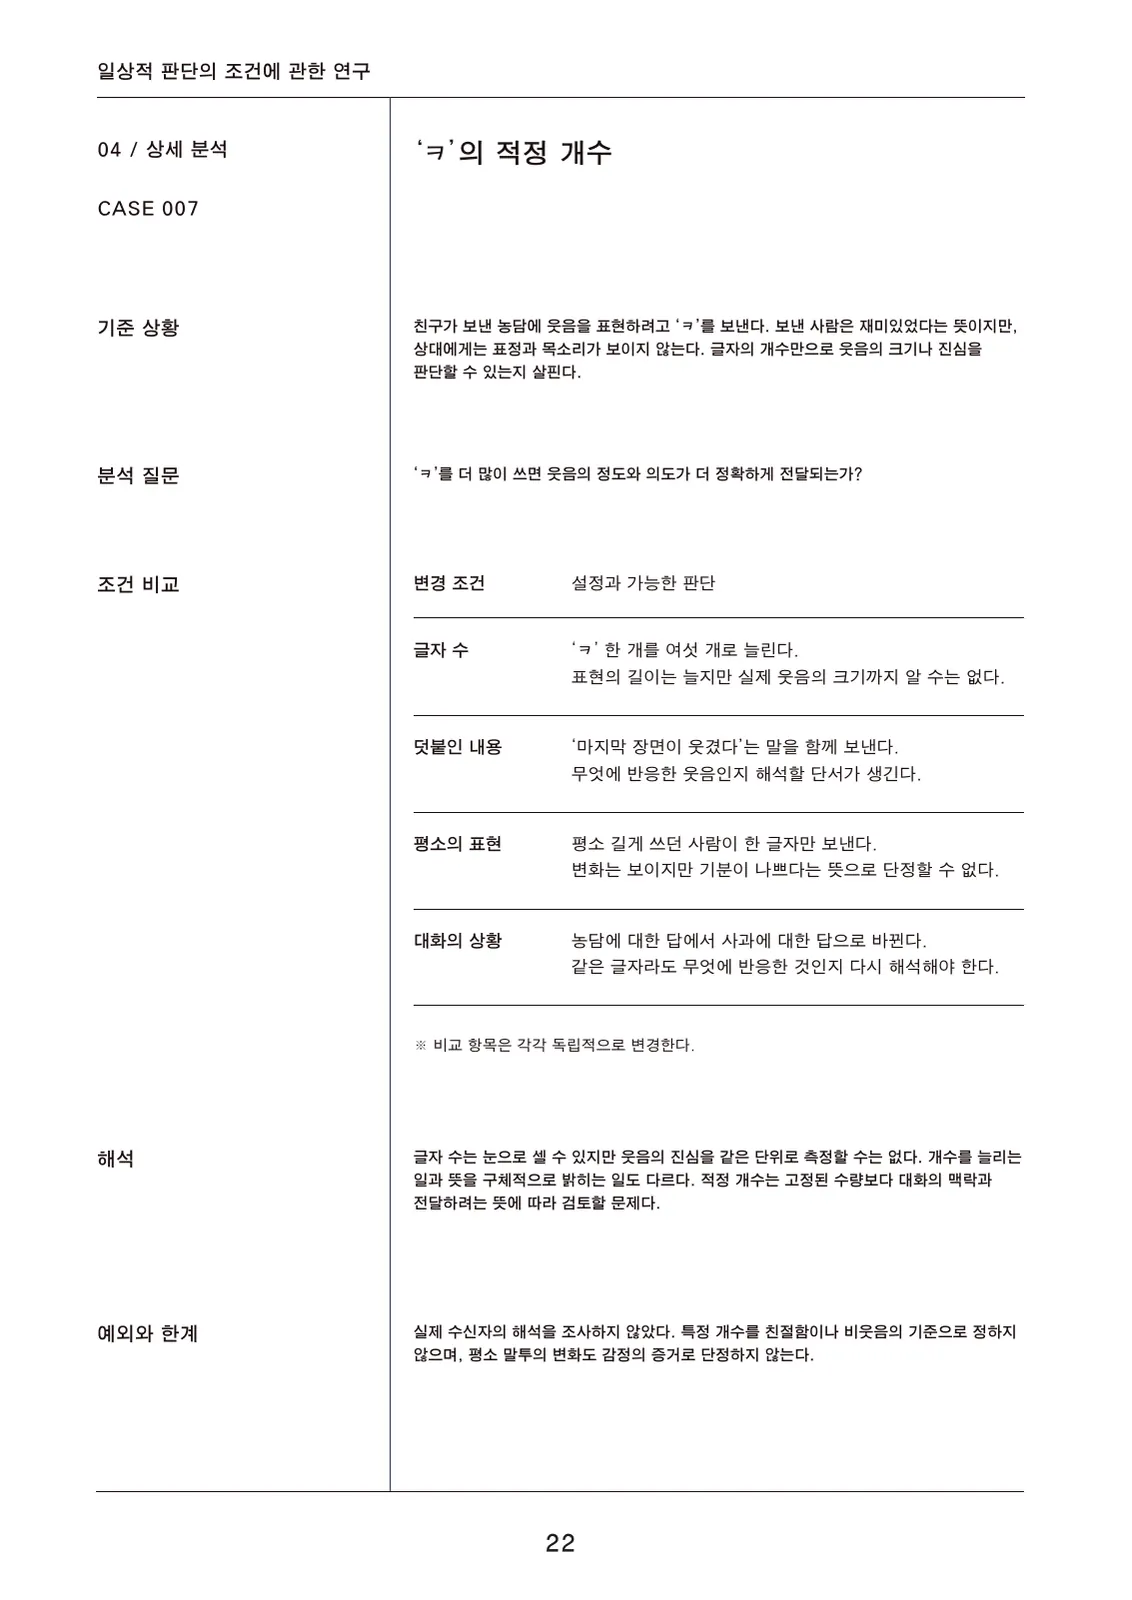 일상적 판단의 조건에 관한 연구
04 / 상세 분석
CASE 007
‘ㅋ’의 적정 개수
기준 상황
친구가 보낸 농담에 웃음을 표현하려고 ‘ㅋ’를 보낸다. 보낸 사람은 재미있었다는 뜻이지만,
상대에게는 표정과 목소리가 보이지 않는다. 글자의 개수만으로 웃음의 크기나 진심을
판단할 수 있는지 살핀다.
분석 질문
‘ㅋ’를 더 많이 쓰면 웃음의 정도와 의도가 더 정확하게 전달되는가?
조건 비교
변경 조건 설정과 가능한 판단
글자 수 ‘ㅋ’ 한 개를 여섯 개로 늘린다.
표현의 길이는 늘지만 실제 웃음의 크기까지 알 수는 없다.
덧붙인 내용 ‘마지막 장면이 웃겼다’는 말을 함께 보낸다.
무엇에 반응한 웃음인지 해석할 단서가 생긴다.
평소의 표현 평소 길게 쓰던 사람이 한 글자만 보낸다.
변화는 보이지만 기분이 나쁘다는 뜻으로 단정할 수 없다.
대화의 상황 농담에 대한 답에서 사과에 대한 답으로 바뀐다.
같은 글자라도 무엇에 반응한 것인지 다시 해석해야 한다.
※ 비교 항목은 각각 독립적으로 변경한다.
해석
글자 수는 눈으로 셀 수 있지만 웃음의 진심을 같은 단위로 측정할 수는 없다. 개수를 늘리는
일과 뜻을 구체적으로 밝히는 일도 다르다. 적정 개수는 고정된 수량보다 대화의 맥락과
전달하려는 뜻에 따라 검토할 문제다.
예외와 한계
실제 수신자의 해석을 조사하지 않았다. 특정 개수를 친절함이나 비웃음의 기준으로 정하지
않으며, 평소 말투의 변화도 감정의 증거로 단정하지 않는다.
22